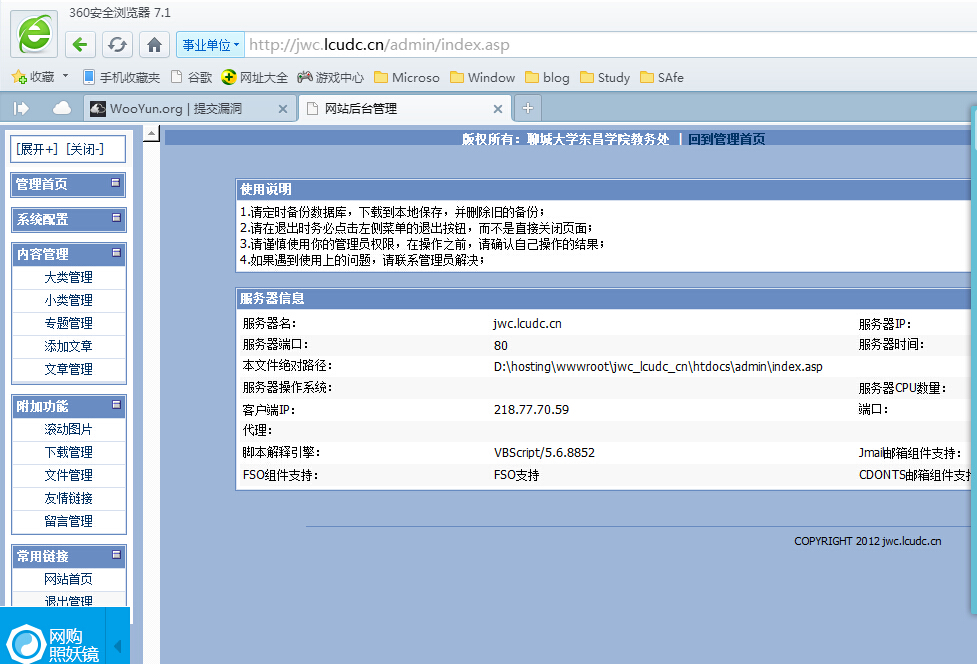 360安全浏览器 7.1
事业单位 http://jwc.lcudc.cn/admin/index.asp
收藏 手机收藏夹 谷歌 网址大全 游戏中心 Microso Window blog Study SAfe
WooYun.org | 提交漏洞 网站后台管理
[展开+] [关闭-]
管理首页
系统配置
内容管理
大类管理
小类管理
专题管理
添加文章
文章管理
附加功能
滚动图片
下载管理
文件管理
友情链接
留言管理
常用链接
网站首页
退出管理
网购
照妖镜
版权所有：聊城大学东昌学院教务处 | 回到管理首页
使用说明
1.请定时备份数据库，下载到本地保存，并删除旧的备份；
2.请在退出时务必点击左侧菜单的退出按钮，而不是直接关闭页面；
3.请谨慎使用你的管理员权限，在操作之前，请确认自己操作的结果；
4.如果遇到使用上的问题，请联系管理员解决；
服务器信息
服务器名： jwc.lcudc.cn 服务器IP：
服务器端口： 80 服务器时间：
本文件绝对路径： D:\hosting\wwwroot\jwc_lcudc_cn\htdocs\admin\index.asp
服务器操作系统： 服务器CPU数量：
客户端IP： 218.77.70.59 端口：
代理：
脚本解释引擎： VBScript/5.6.8852 Jmail邮箱组件支持：
FSO组件支持： FSO支持 CDONTS邮箱组件支持
COPYRIGHT 2012 jwc.lcudc.cn